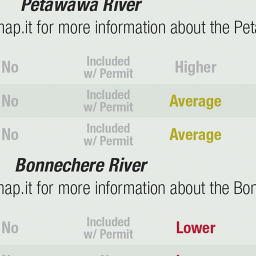 Petawawa River
map.it for more information about the Peta
No Included w/ Permit Higher
No Included w/ Permit Average
No Included w/ Permit Average
Bonnechere River
map.it for more information about the Bon
No Included w/ Permit Lower